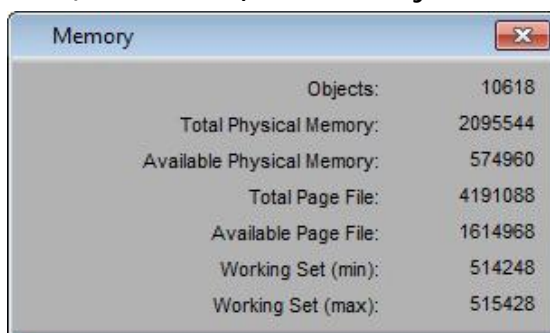 Memory
Objects: 10618
Total Physical Memory: 2095544
Available Physical Memory: 574960
Total Page File: 4191088
Available Page File: 1614968
Working Set (min): 514248
Working Set (max): 515428